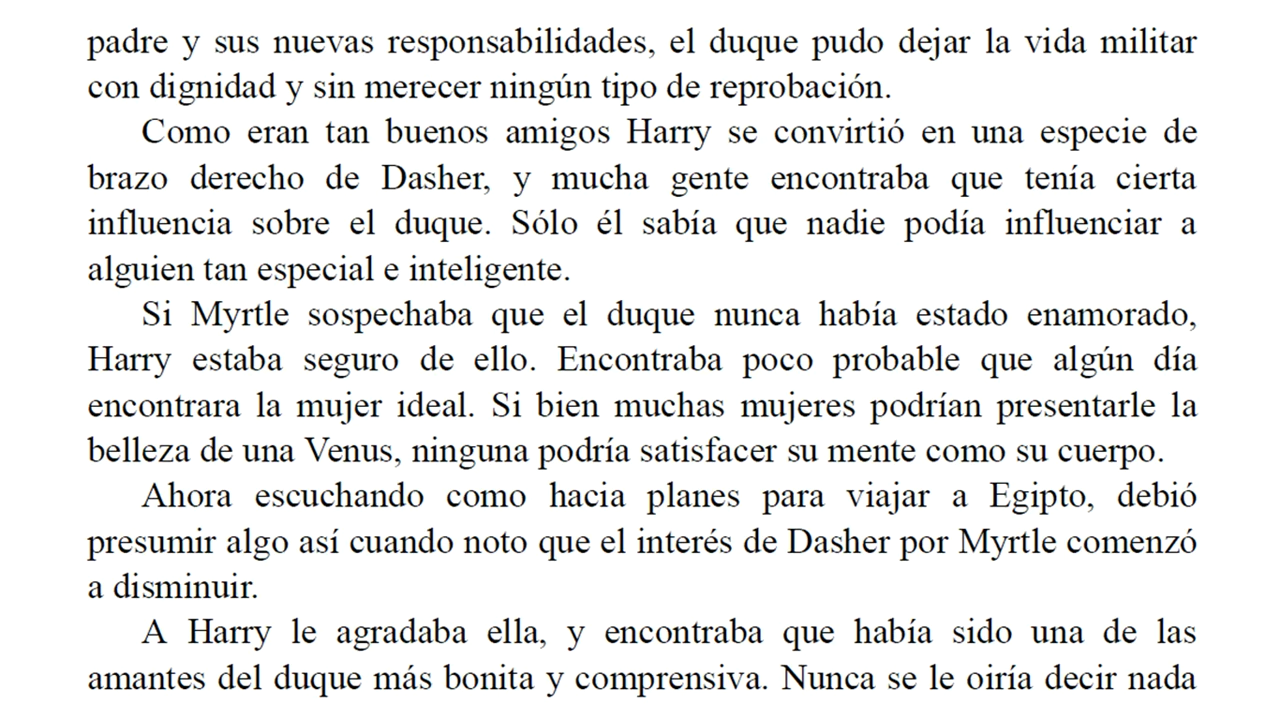 padre y sus nuevas responsabilidades, el duque pudo dejar la vida militar
con dignidad y sin merecer ningún tipo de reprobación.
Como eran tan buenos amigos Harry se convirtió en una especie de
brazo derecho de Dasher, y mucha gente encontraba que tenía cierta
influencia sobre el duque. Sólo él sabía que nadie podía influenciar a
alguien tan especial e inteligente.
Si Myrtle sospechaba que el duque nunca había estado enamorado,
Harry estaba seguro de ello. Encontraba poco probable que algún día
encontrara la mujer ideal. Si bien muchas mujeres podrían presentarle la
belleza de una Venus, ninguna podría satisfacer su mente como su cuerpo.
Ahora escuchando como hacia planes para viajar a Egipto, debió
presumir algo así cuando noto que el interés de Dasher por Myrtle comenzó
a disminuir.
A Harry le agradaba ella, y encontraba que había sido una de las
amantes del duque más bonita y comprensiva. Nunca se le oiría decir nada